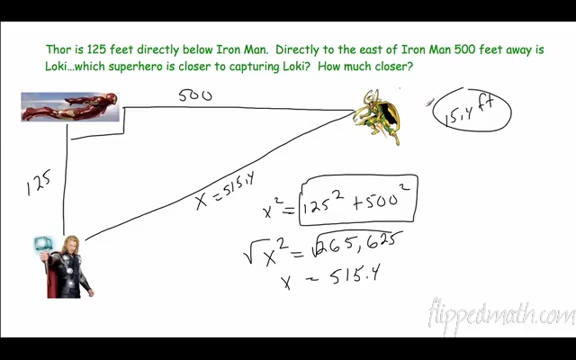 Thor is 125 feet directly below Iron Man. Directly to the east of Iron Man 500 feet away is
Loki...which superhero is closer to capturing Loki? How much closer?
500
15.4 ft
125
x = 515.4
x² = 125² + 500²
√x² = √265,625
x = 515.4
flippedmath.com